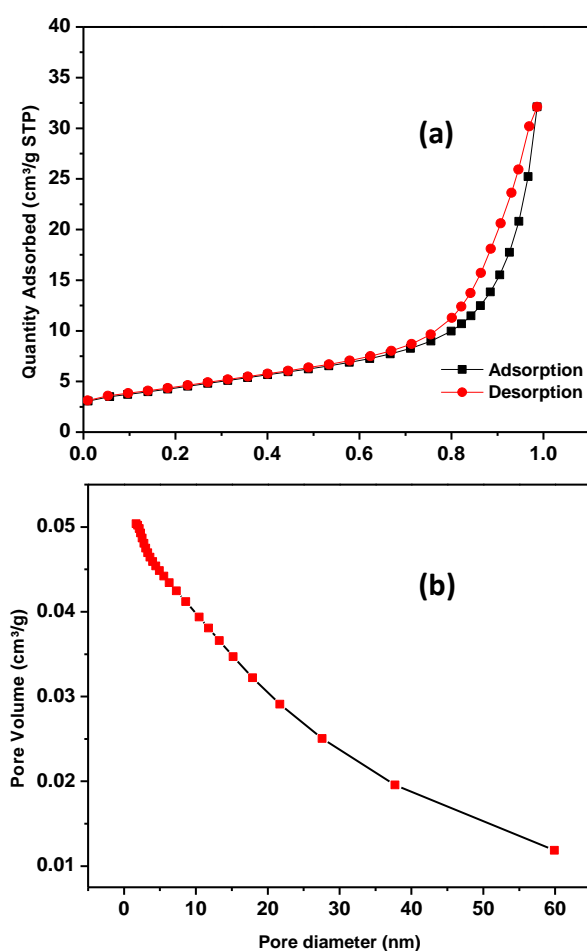 40
35
30
25
20
15
10
5
0
Quantity Adsorbed (cm³/g STP)
(a)
Adsorption
Desorption
0.0 0.2 0.4 0.6 0.8 1.0
0.05
0.04
0.03
0.02
0.01
Pore Volume (cm³/g)
(b)
0 10 20 30 40 50 60
Pore diameter (nm)